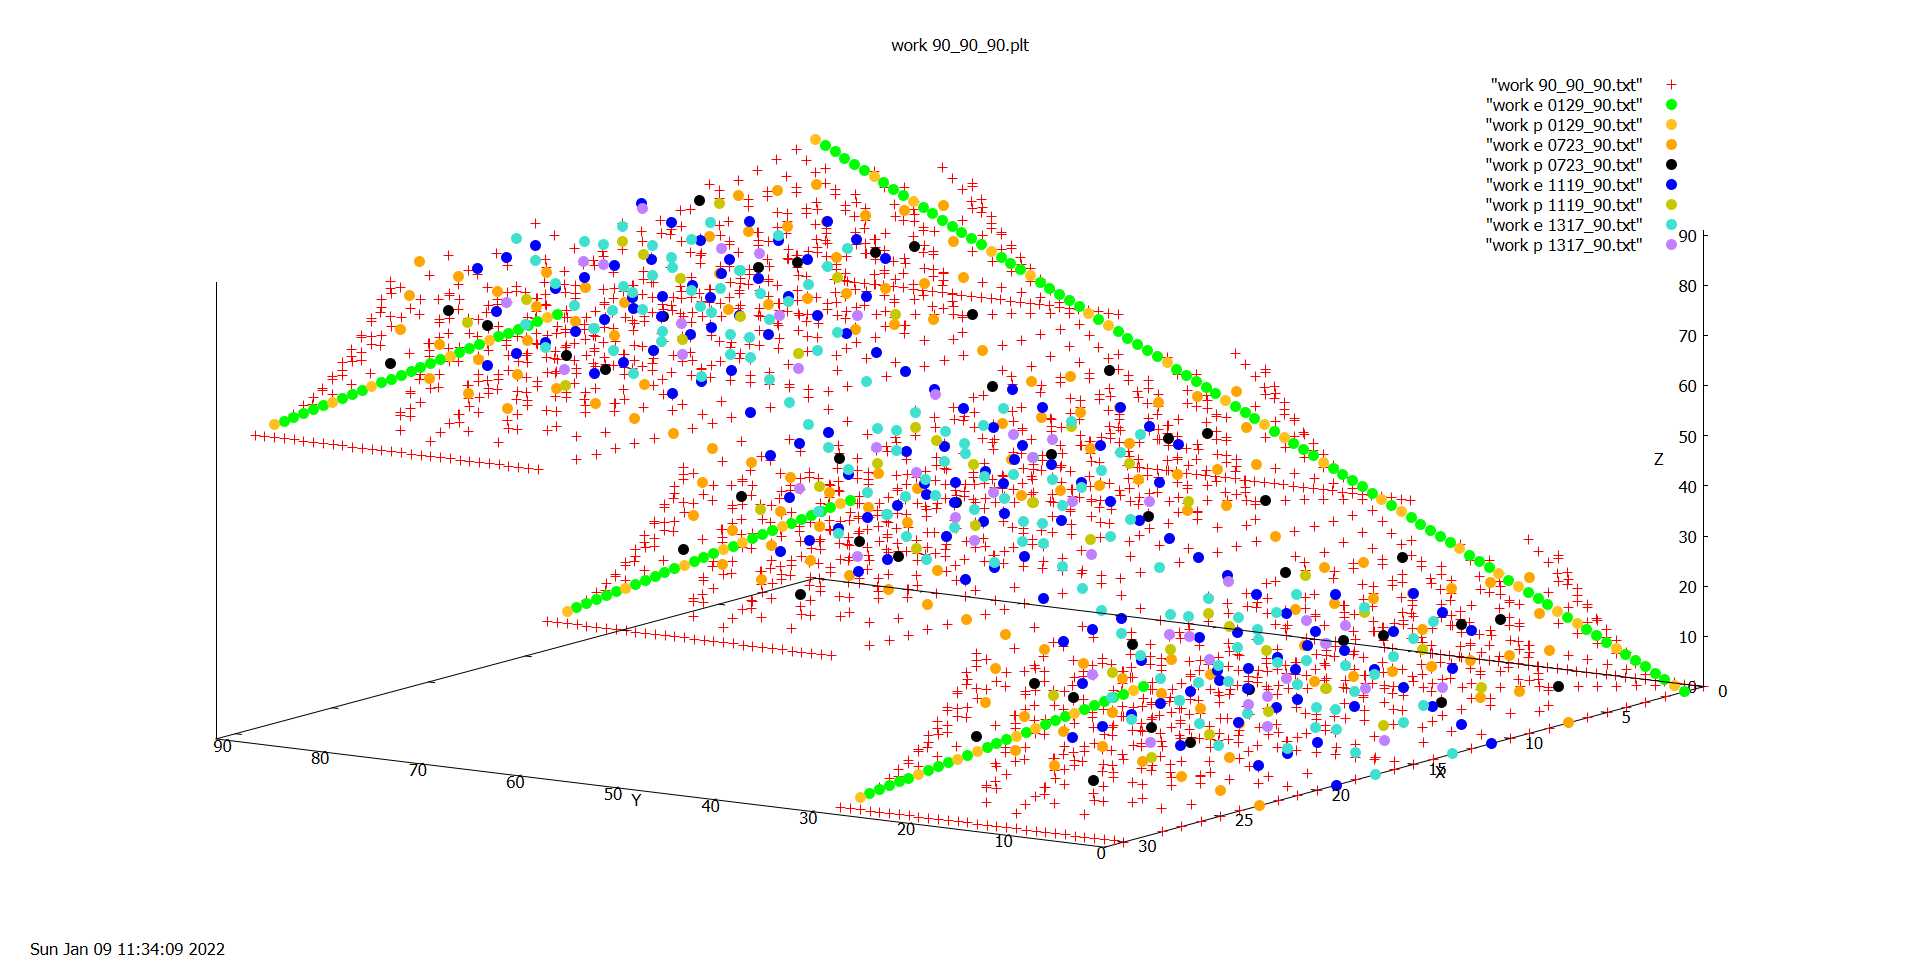 work 90_90_90.plt
"work 90_90_90.txt"
"work e 0129_90.txt"
"work p 0129_90.txt"
"work e 0723_90.txt"
"work p 0723_90.txt"
"work e 1119_90.txt"
"work p 1119_90.txt"
"work e 1317_90.txt"
"work p 1317_90.txt"
90
80
70
60
50
Z
40
30
20
10
0
0
5
10
15
X
20
25
30
90
80
70
60
50
Y
40
30
20
10
0
Sun Jan 09 11:34:09 2022